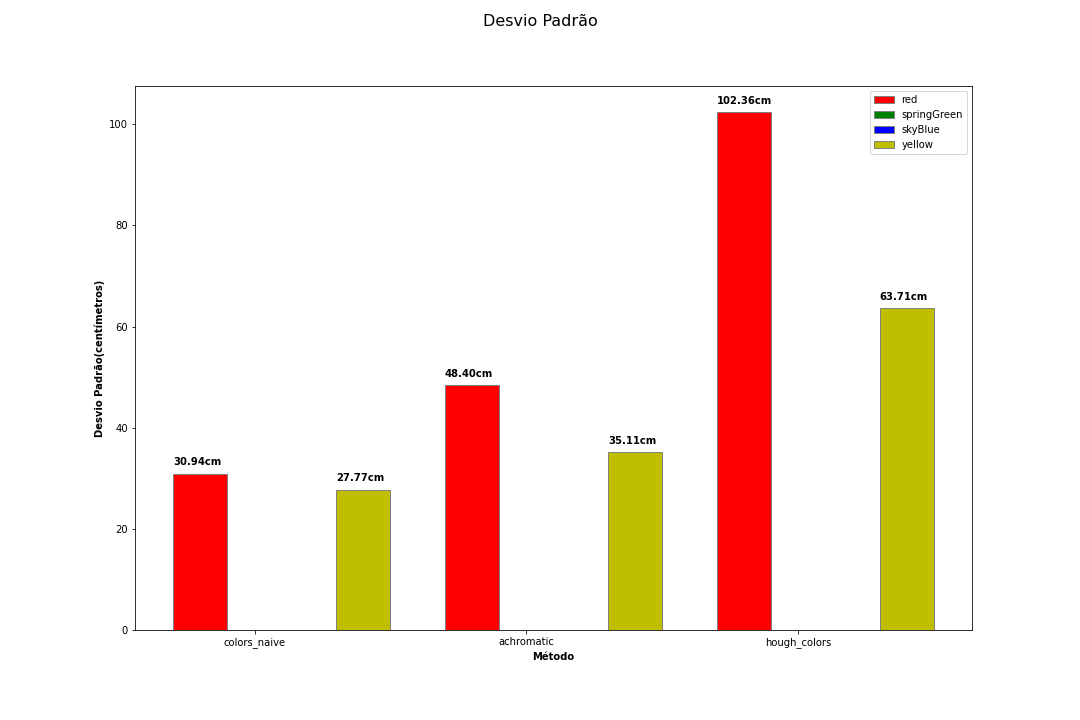 Desvio Padrão
102.36cm
red
springGreen
skyBlue
yellow
100
80
63.71cm
60
48.40cm
Desvio Padrão(centímetros)
40
35.11cm
30.94cm
27.77cm
20
0
colors_naive achromatic hough_colors
Método